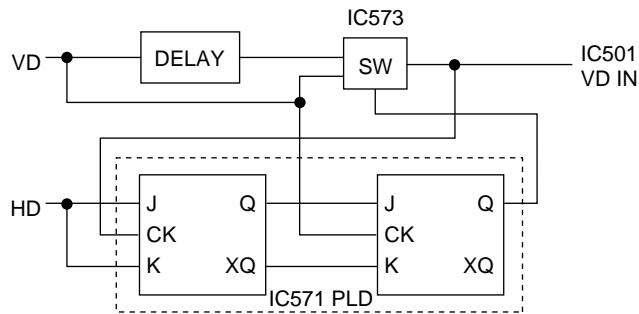 IC573
VD
DELAY
SW
IC501
VD IN
HD
J
Q
CK
K
XQ
J
Q
CK
K
XQ
IC571 PLD